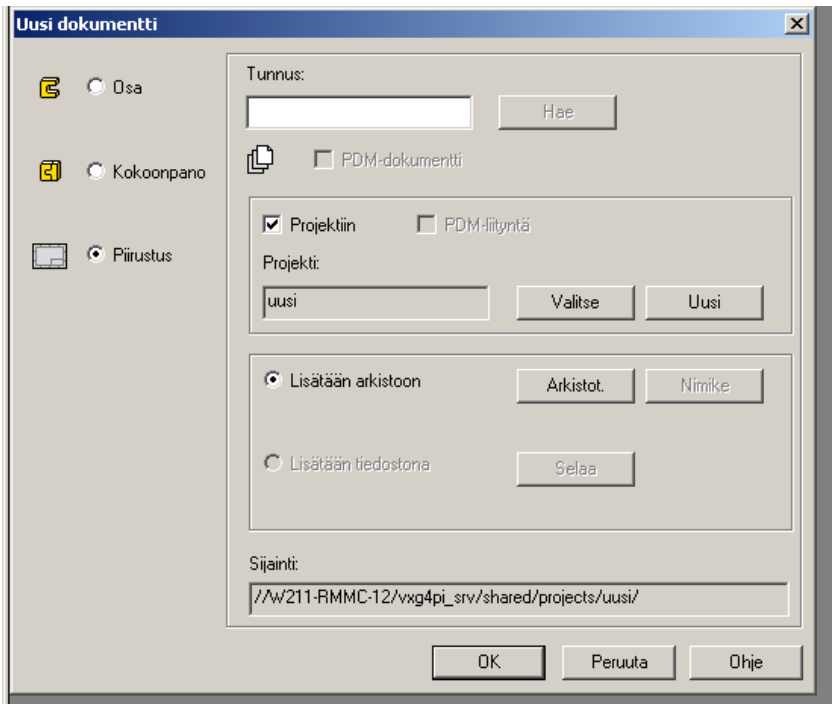 Uusi dokumentti
Osa
Kokoonpano
Piirustus
Tunnus:
Hae
PDM-dokumentti
Projektiin PDM-liityntä
Projekti:
uusi Valitse Uusi
Lisätään arkistoon Arkistot. Nimike
Lisätään tiedostona Selaa
Sijainti:
//W211-RMMC-12/vxg4pi_srv/shared/projects/uusi/
OK Peruuta Ohje